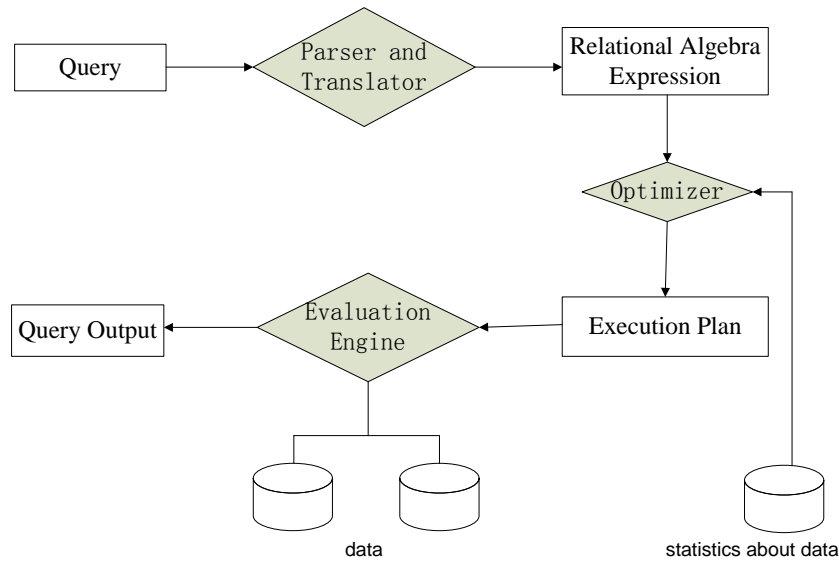 Query
Parser and
Translator
Relational Algebra
Expression
Optimizer
Query Output
Evaluation
Engine
Execution Plan
data
statistics about data